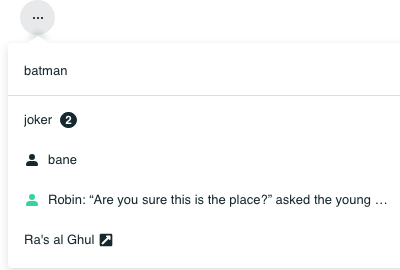 ...
batman
joker 2
bane
Robin: “Are you sure this is the place?” asked the young …
Ra's al Ghul